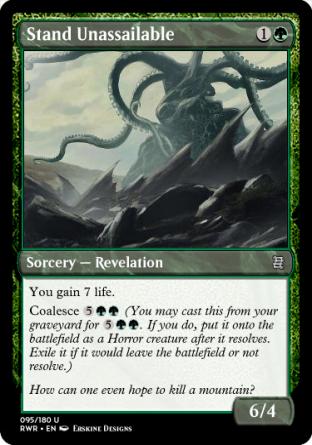 Stand Unassailable 1
Sorcery — Revelation
You gain 7 life.
Coalesce 5 (You may cast this from your
graveyard for 5. If you do, put it onto the
battlefield as a Horror creature after it resolves.
Exile it if it would leave the battlefield or not
resolve.)
How can one even hope to kill a mountain?
6/4
095/180 U
RWR • EN Erskine Designs